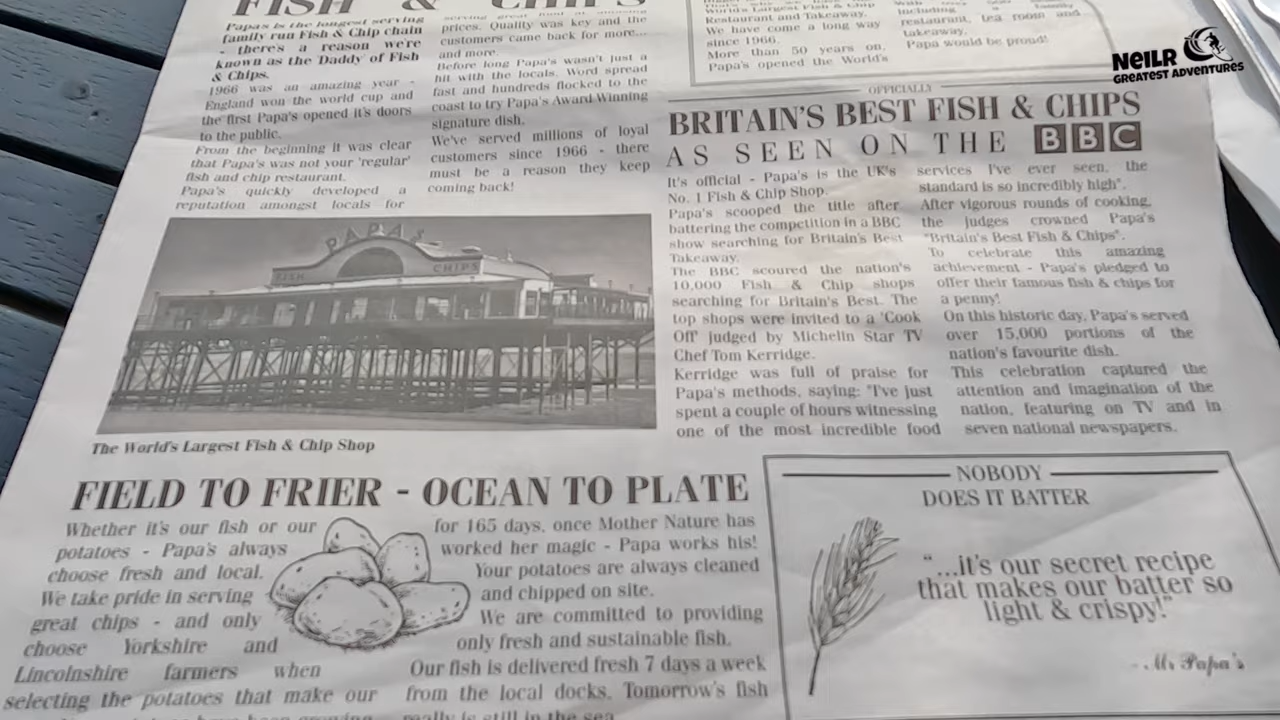 FISH & CHIPS
Papas is the longest serving
family run Fish & Chip chain
- there's a reason were
known as the Daddy of Fish
& Chips.
1966 was an amazing year -
England won the world cup and
the first Papa's opened it's doors
to the public.
From the beginning it was clear
that Papa's was not your 'regular'
fish and chip restaurant.
Papa's quickly developed a
reputation amongst locals for
prices. Quality was key and the
customers came back for more...
and more.
Before long Papa's wasn't just a
hit with the locals. Word spread
fast and hundreds flocked to the
coast to try Papa's Award Winning
signature dish.
We've served millions of loyal
customers since 1966 - there
must be a reason they keep
coming back!
Restaurant and Takeaway.
We have come a long way
since 1966.
More than 50 years on,
Papa's opened the World's
including
restaurant, tea room and
takeaway.
Papa would be proud!
NEILR
GREATEST ADVENTURES
OFFICIALLY
BRITAIN'S BEST FISH & CHIPS
AS SEEN ON THE BBC
It's official - Papa's is the UK's
No. 1 Fish & Chip Shop.
Papa's scooped the title after
battering the competition in a BBC
show searching for Britain's Best
Takeaway.
The BBC scoured the nation's
10,000 Fish & Chip shops
searching for Britain's Best. The
top shops were invited to a 'Cook
Off' judged by Michelin Star TV
Chef Tom Kerridge.
Kerridge was full of praise for
Papa's methods, saying: "I've just
spent a couple of hours witnessing
one of the most incredible food
services I've ever seen, the
standard is so incredibly high".
After vigorous rounds of cooking,
the judges crowned Papa's
"Britain's Best Fish & Chips".
To celebrate this amazing
achievement - Papa's pledged to
offer their famous fish & chips for
a penny!
On this historic day, Papa's served
over 15,000 portions of the
nation's favourite dish.
This celebration captured the
attention and imagination of the
nation, featuring on TV and in
seven national newspapers.
PAPA'S
FISH CHIPS
The World's Largest Fish & Chip Shop
FIELD TO FRIER - OCEAN TO PLATE
Whether it's our fish or our
potatoes - Papa's always
choose fresh and local.
We take pride in serving
great chips - and only
choose Yorkshire and
Lincolnshire farmers when
selecting the potatoes that make our
for 165 days, once Mother Nature has
worked her magic - Papa works his!
Your potatoes are always cleaned
and chipped on site.
We are committed to providing
only fresh and sustainable fish.
Our fish is delivered fresh 7 days a week
from the local docks. Tomorrow's fish
really is still in the sea
NOBODY
DOES IT BATTER
"...it's our secret recipe
that makes our batter so
light & crispy!"
- Mr Papa's